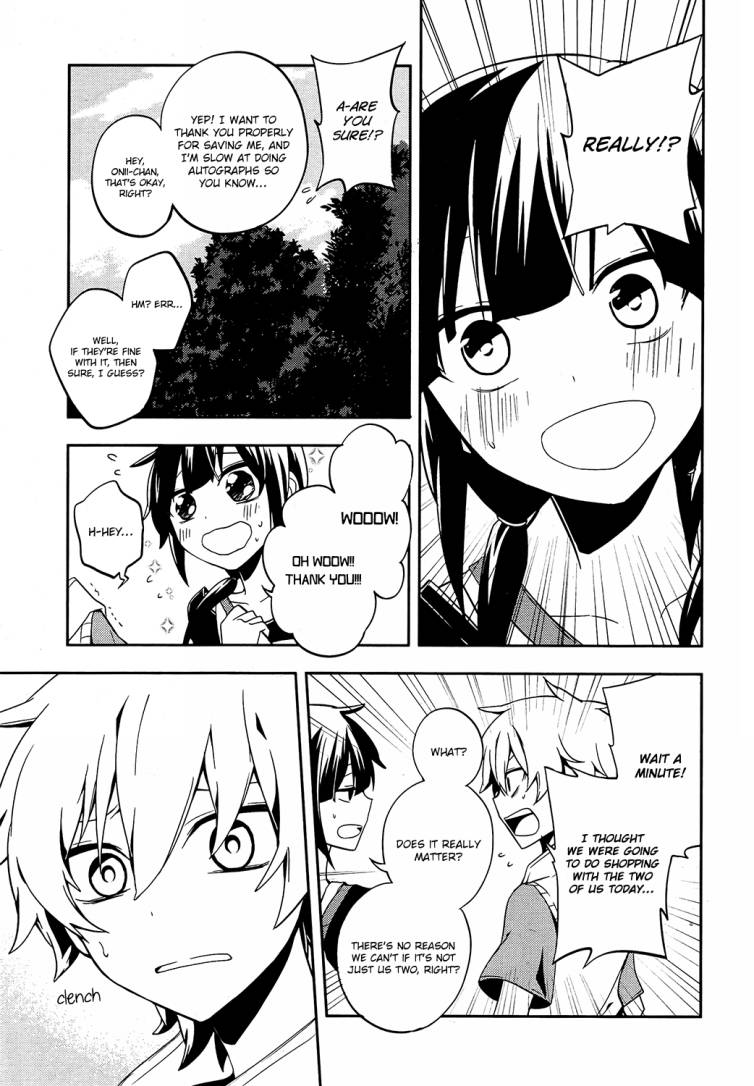 REALLY!?
A-ARE
YOU
SURE!?
YEP! I WANT TO
THANK YOU PROPERLY
FOR SAVING ME, AND
I'M SLOW AT DOING
AUTOGRAPHS SO
YOU KNOW...
HEY,
ONII-CHAN,
THAT'S OKAY,
RIGHT?
HM? ERR...
WELL,
IF THEY'RE FINE
WITH IT, THEN
SURE, I GUESS?
WOOOW!
OH WOOW!!
THANK YOU!!!
H-HEY...
WAIT A
MINUTE!
I THOUGHT
WE WERE GOING
TO DO SHOPPING
WITH THE TWO
OF US TODAY...
WHAT?
DOES IT REALLY
MATTER?
THERE'S NO REASON
WE CAN'T IF IT'S NOT
JUST US TWO, RIGHT?
clench